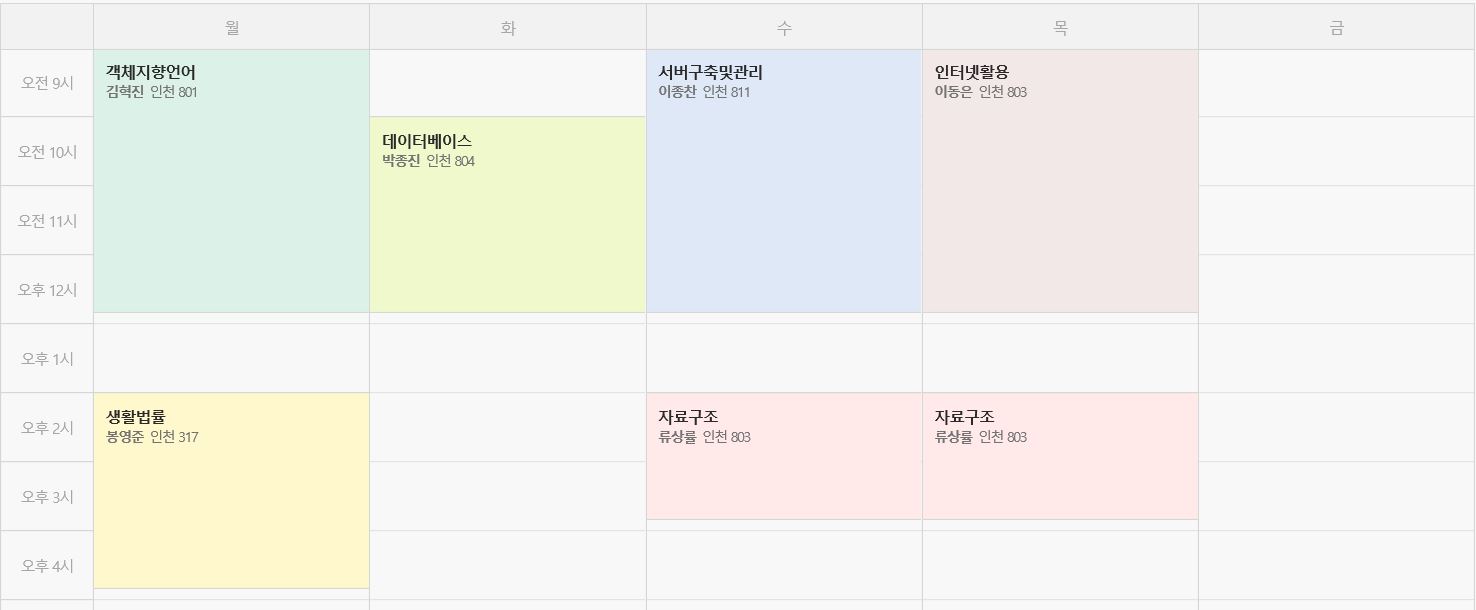 월 화 수 목 금
오전 9시
객체지향언어
김혁진 인천 801
서버구축및관리
이종찬 인천 811
인터넷활용
이동은 인천 803
오전 10시
데이터베이스
박종진 인천 804
오전 11시
오후 12시
오후 1시
오후 2시
생활법률
봉영준 인천 317
자료구조
류상률 인천 803
자료구조
류상률 인천 803
오후 3시
오후 4시